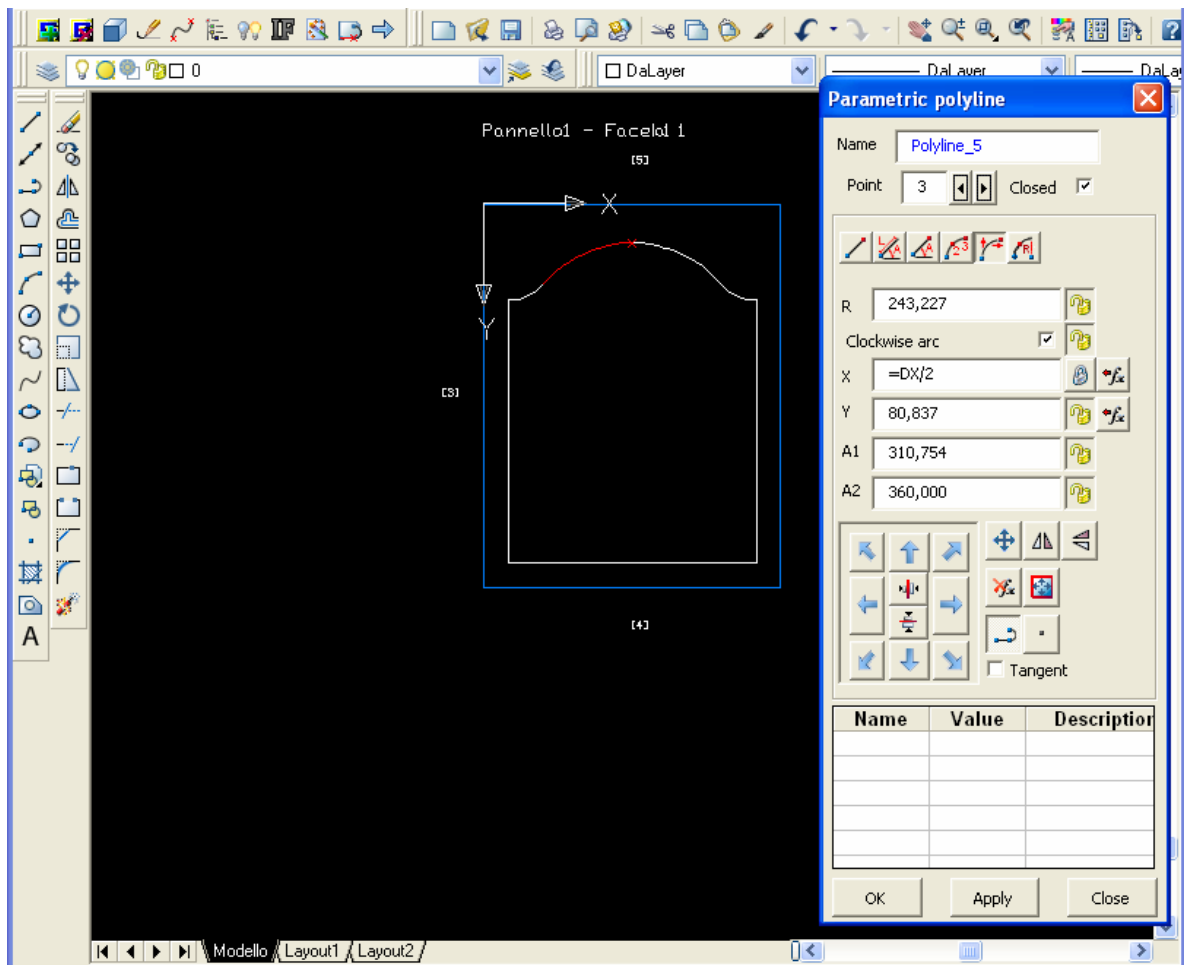 0
DaLayer
DaLayer
DaLa
Pannello1 - Facela1 1
[5]
X
Y
[3]
[4]
A
Modello
Layout1
Layout2
Parametric polyline
Name
Polyline_5
Point
3
Closed
R
243,227
Clockwise arc
X
=DX/2
Y
80,837
A1
310,754
A2
360,000
Tangent
Name Value Description
OK Apply Close